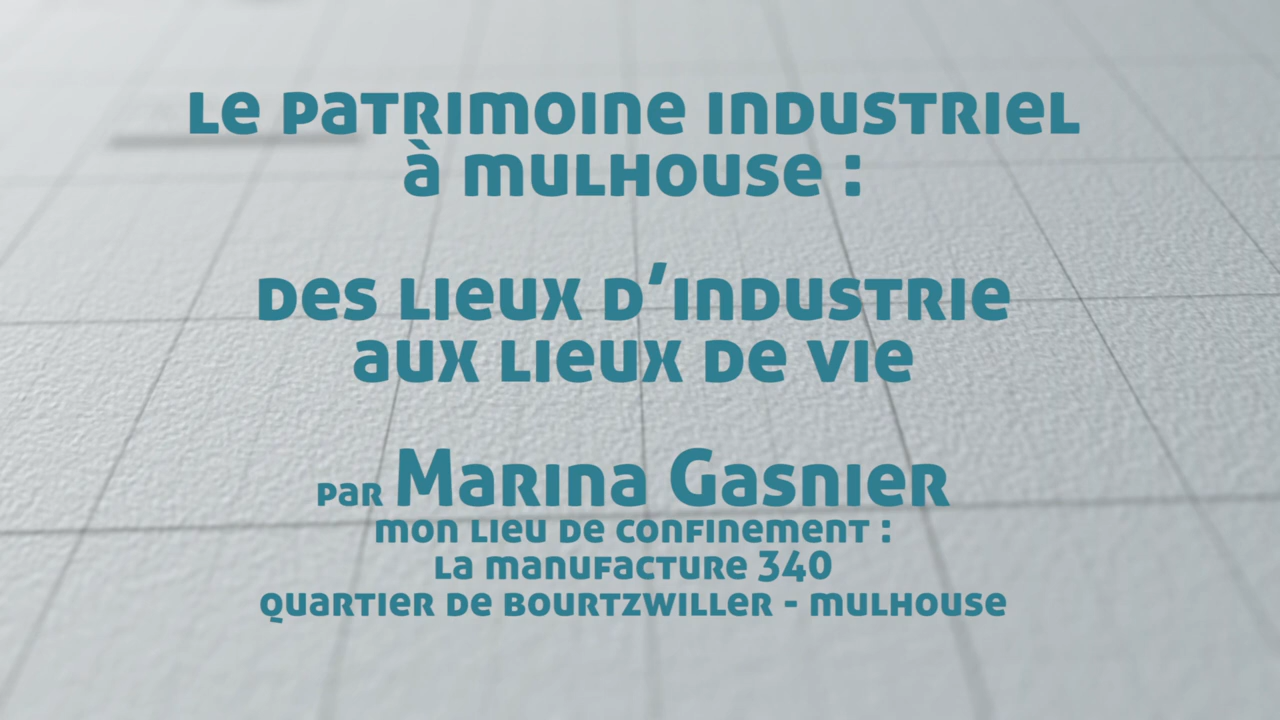 Le patrimoine industriel
à mulhouse :
des lieux d'industrie
aux lieux de vie
par Marina Gasnier
mon lieu de confinement :
la manufacture 340
quartier de bourtzwiller - mulhouse